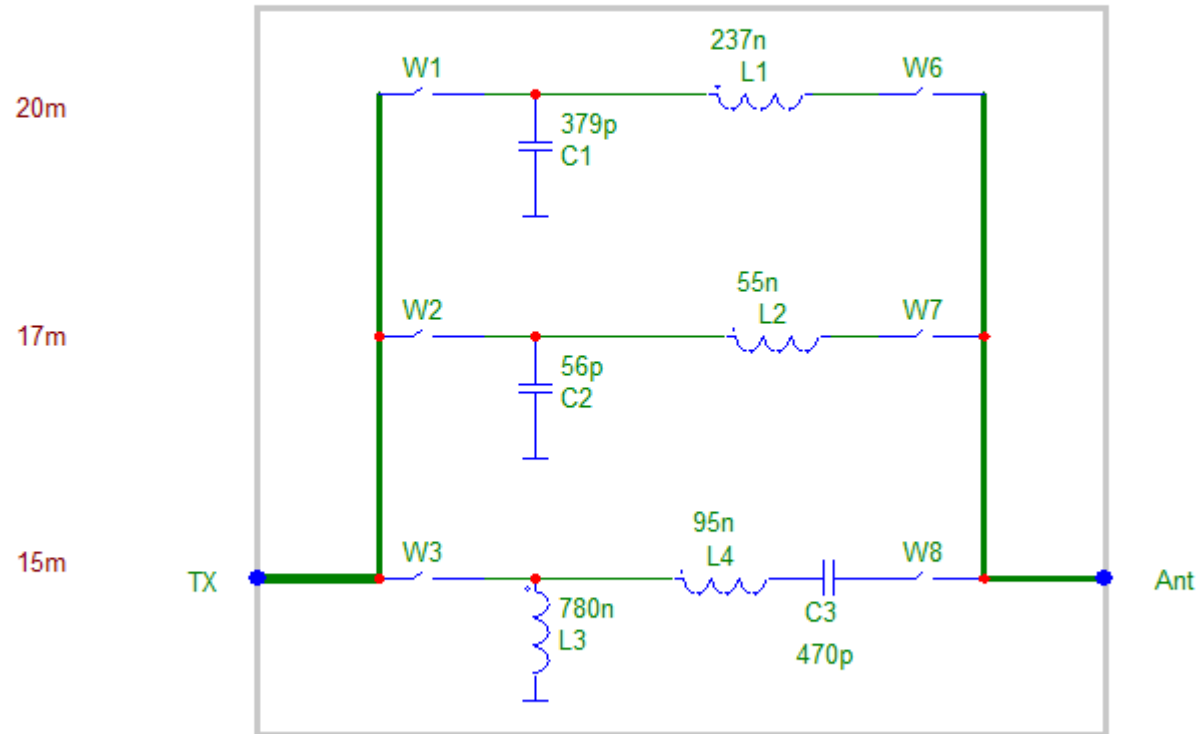 237n
W1 L1 W6
20m
379p
C1
55n
W2 L2 W7
17m
56p
C2
95n
W3 L4 W8
15m
TX Ant
780n
L3
C3
470p